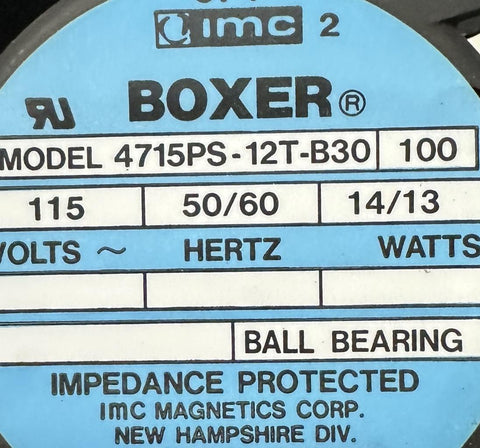 imc 2
BOXER®
MODEL 4715PS-12T-B30 100
115 50/60 14/13
VOLTS ~ HERTZ WATTS
BALL BEARING
IMPEDANCE PROTECTED
IMC MAGNETICS CORP.
NEW HAMPSHIRE DIV.